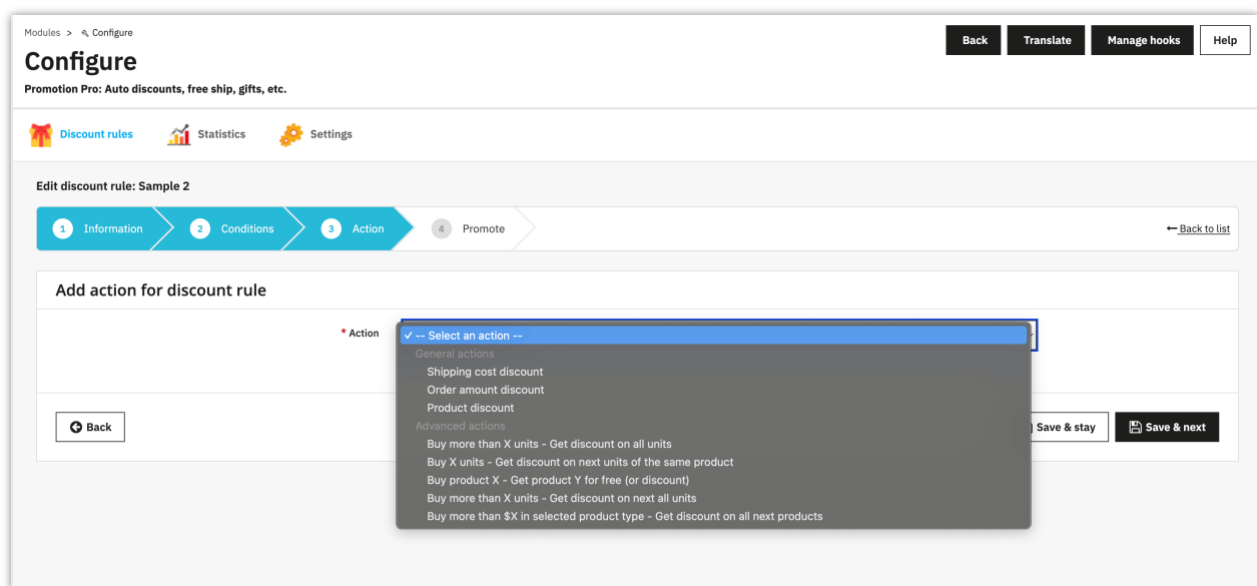 Modules > Configure
Back Translate Manage hooks Help
Configure
Promotion Pro: Auto discounts, free ship, gifts, etc.
Discount rules Statistics Settings
Edit discount rule: Sample 2
1 Information 2 Conditions 3 Action 4 Promote Back to list
Add action for discount rule
* Action
✓ -- Select an action --
General actions
Shipping cost discount
Order amount discount
Product discount
Advanced actions
Buy more than X units - Get discount on all units
Buy X units - Get discount on next units of the same product
Buy product X - Get product Y for free (or discount)
Buy more than X units - Get discount on next all units
Buy more than $X in selected product type - Get discount on all next products
Back Save & stay Save & next